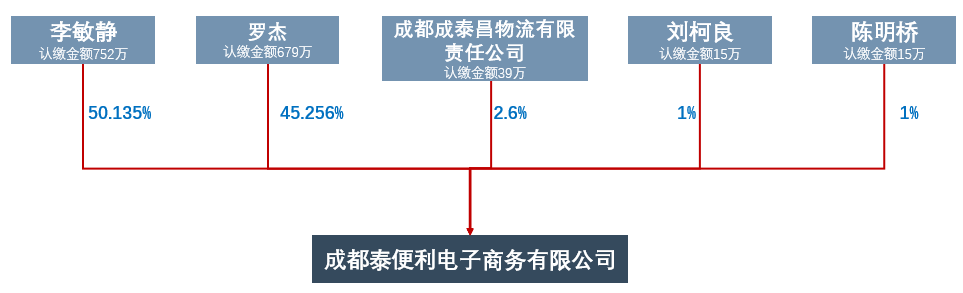 李敏静
认缴金额752万
罗杰
认缴金额679万
成都成泰昌物流有限
责任公司
认缴金额39万
刘柯良
认缴金额15万
陈明桥
认缴金额15万
50.135%
45.256%
2.6%
1%
1%
成都泰便利电子商务有限公司